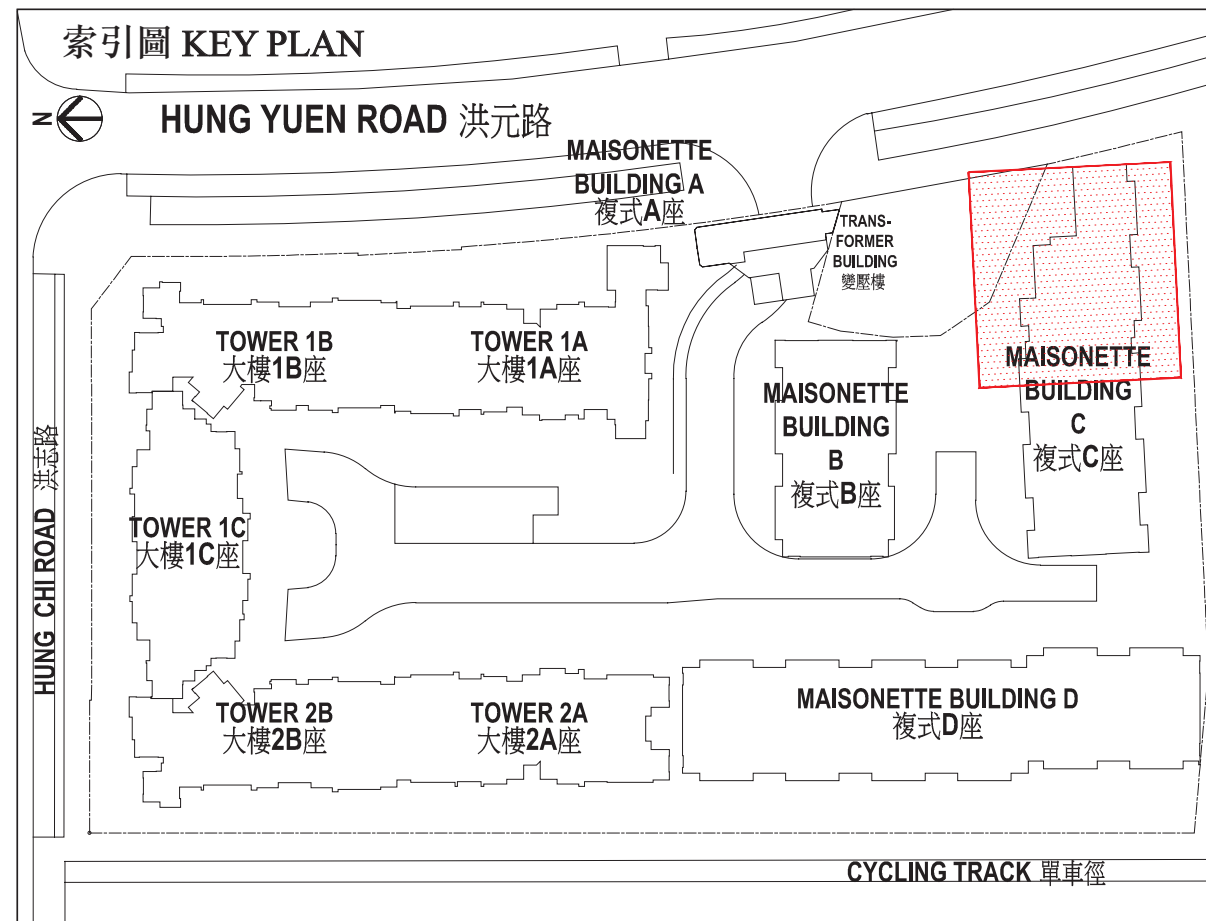 索引圖 KEY PLAN
N
HUNG YUEN ROAD 洪元路
MAISONETTE
BUILDING A
複式A座
TRANS-
FORMER
BUILDING
變壓樓
TOWER 1B
大樓1B座
TOWER 1A
大樓1A座
MAISONETTE
BUILDING
B
複式B座
MAISONETTE
BUILDING
C
複式C座
HUNG CHI ROAD 洪志路
TOWER 1C
大樓1C座
TOWER 2B
大樓2B座
TOWER 2A
大樓2A座
MAISONETTE BUILDING D
複式D座
CYCLING TRACK 單車徑